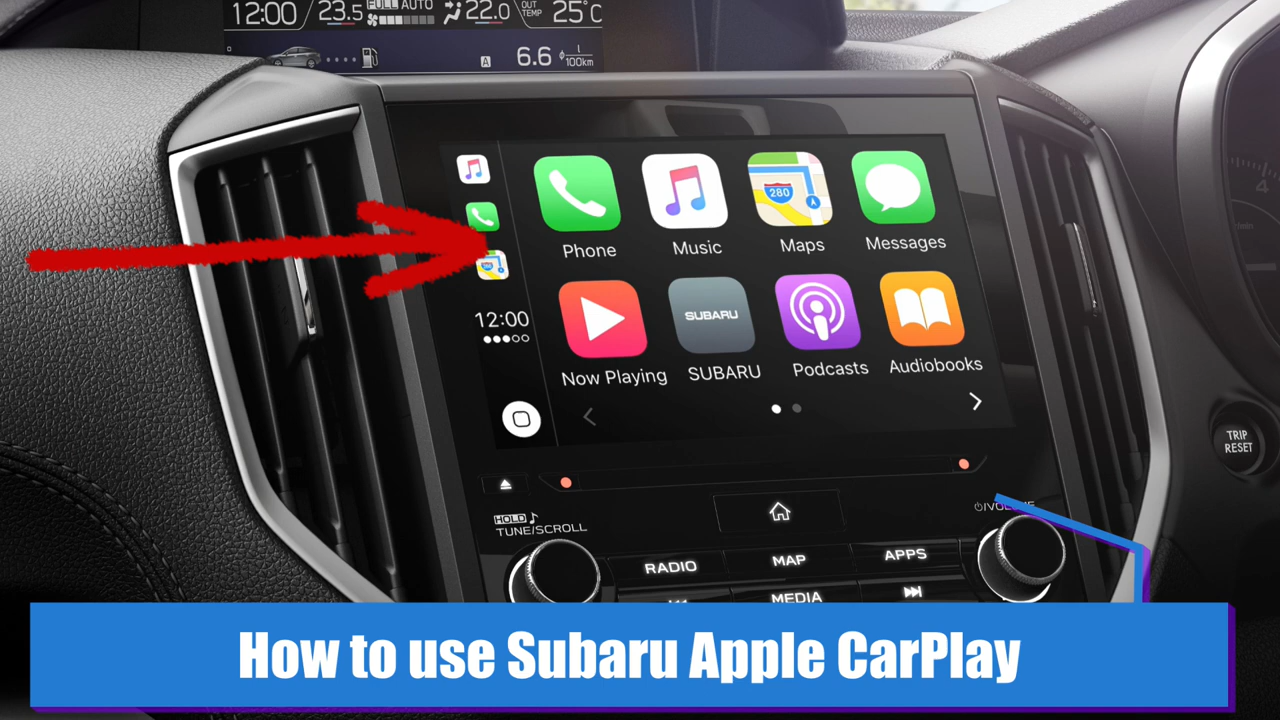 12:00 23.5 FULL AUTO 22.0 OUT TEMP 25°C
A 6.6 l/100km
280
Phone Music Maps Messages
12:00
SUBARU
Now Playing SUBARU Podcasts Audiobooks
TRIP RESET
HOLD
TUNE/SCROLL
VOLUME
RADIO MAP APPS
MEDIA
4
How to use Subaru Apple CarPlay